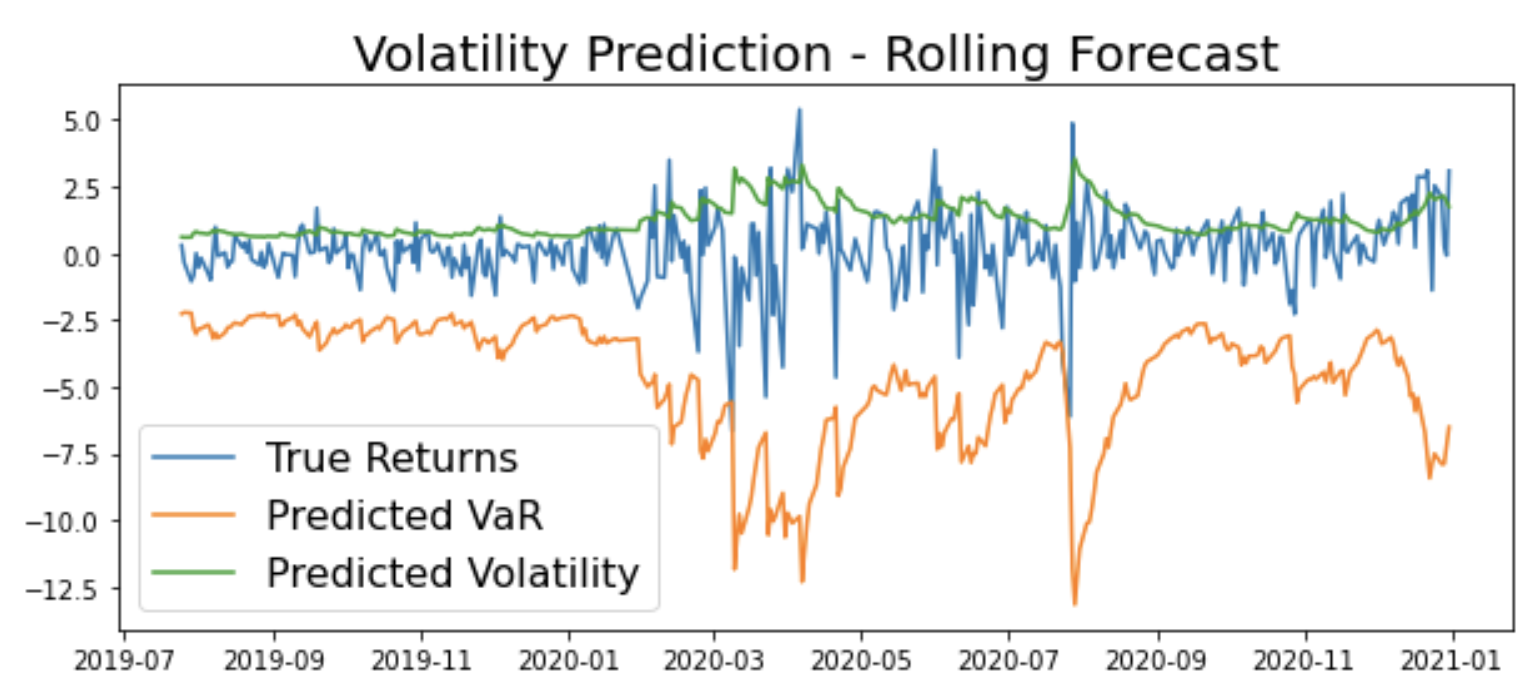 Volatility Prediction - Rolling Forecast
5.0
2.5
0.0
−2.5
−5.0
−7.5
−10.0
−12.5
True Returns
Predicted VaR
Predicted Volatility
2019-07 2019-09 2019-11 2020-01 2020-03 2020-05 2020-07 2020-09 2020-11 2021-01